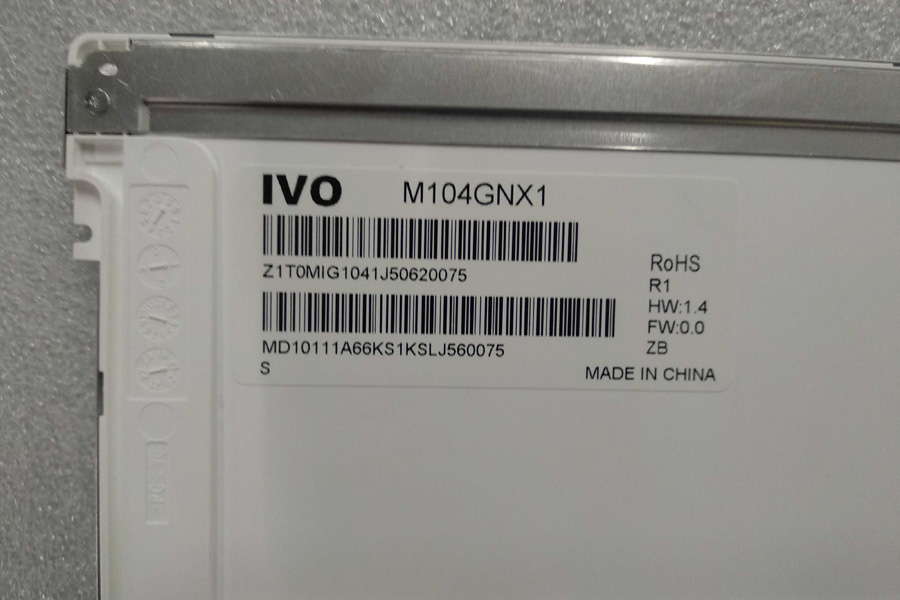 IVO M104GNX1
Z1T0MIG1041J50620075
RoHS
R1
HW:1.4
FW:0.0
MD10111A66KS1KSLJ560075
ZB
S
MADE IN CHINA